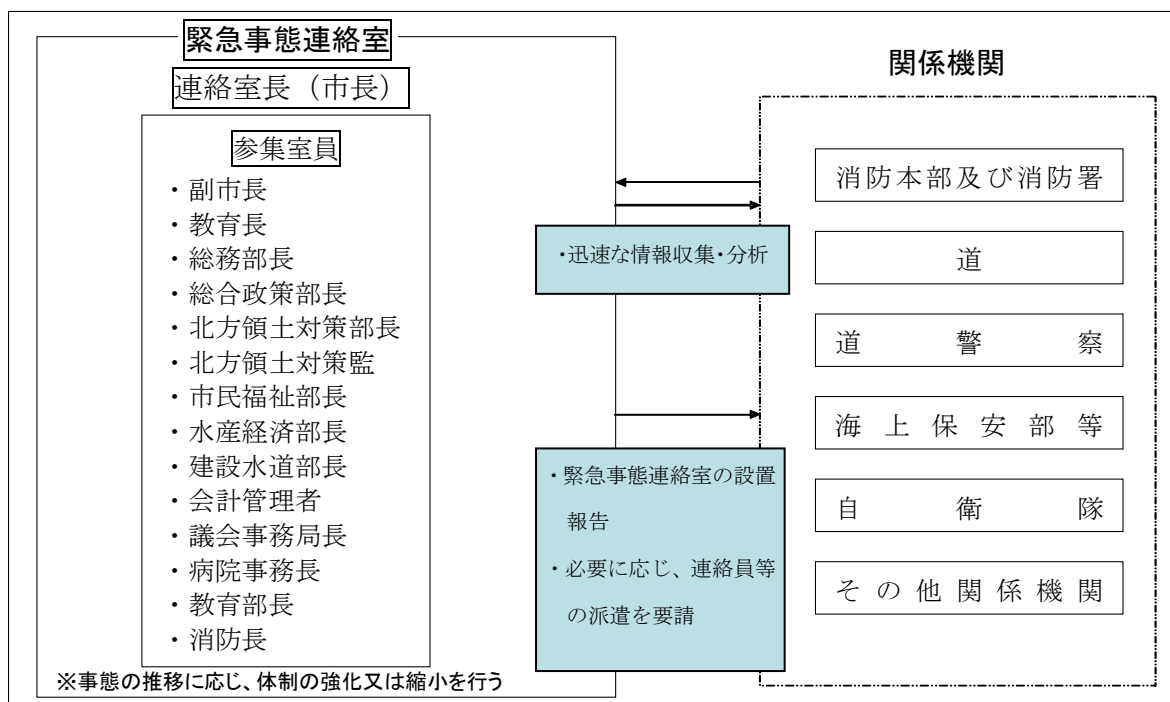 緊急事態連絡室
連絡室長（市長）
参集室員
・副市長
・教育長
・総務部長
・総合政策部長
・北方領土対策部長
・北方領土対策監
・市民福祉部長
・水産経済部長
・建設水道部長
・会計管理者
・議会事務局長
・病院事務長
・教育部長
・消防長
※事態の推移に応じ、体制の強化又は縮小を行う
・迅速な情報収集・分析
・緊急事態連絡室の設置
報告
・必要に応じ、連絡員等
の派遣を要請
関係機関
消防本部及び消防署
道
道警察
海上保安部等
自衛隊
その他関係機関